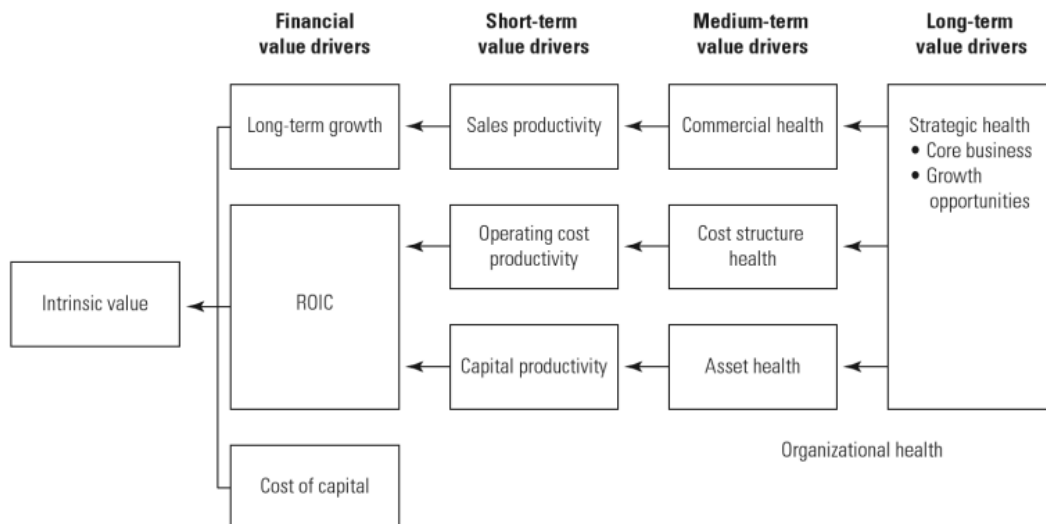 Financial
value drivers
Short-term
value drivers
Medium-term
value drivers
Long-term
value drivers
Long-term growth
Sales productivity
Commercial health
Strategic health
• Core business
• Growth
opportunities
Operating cost
productivity
Cost structure
health
Intrinsic value
ROIC
Capital productivity
Asset health
Organizational health
Cost of capital